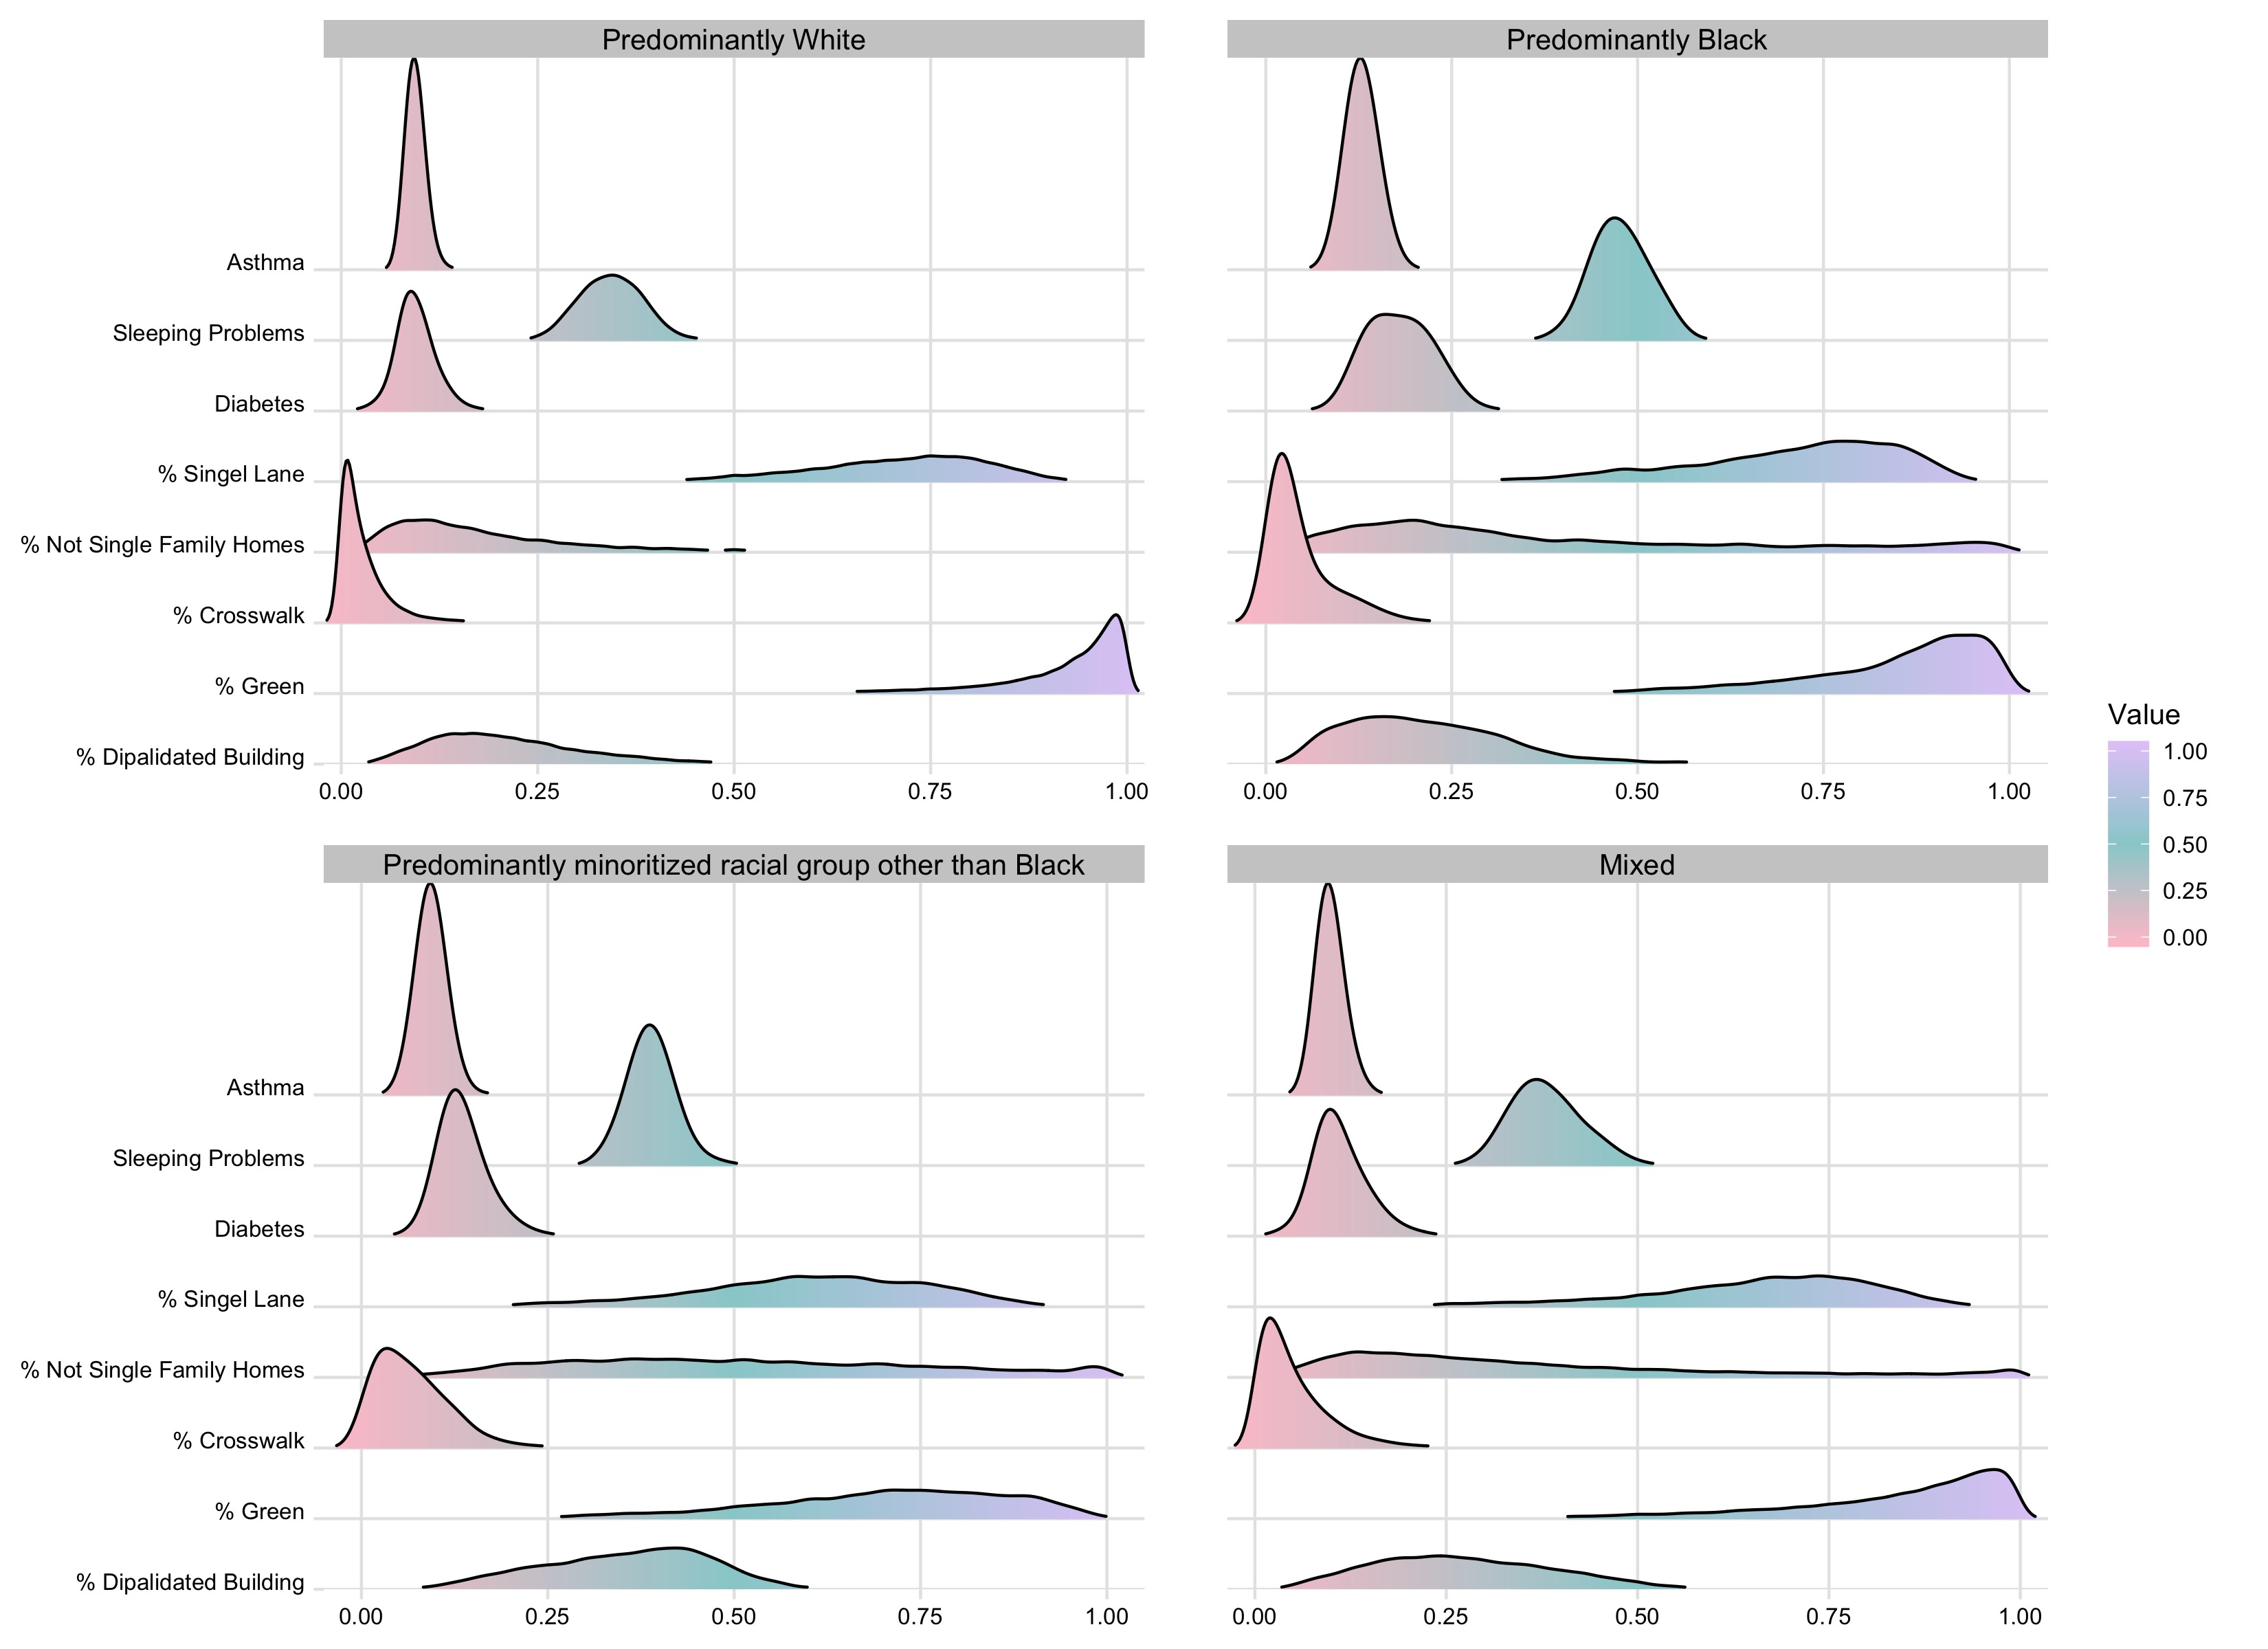 Predominantly White
Predominantly Black
Asthma
Sleeping Problems
Diabetes
% Singel Lane
% Not Single Family Homes
% Crosswalk
% Green
% Dipalidated Building
0.00 0.25 0.50 0.75 1.00
0.00 0.25 0.50 0.75 1.00
Predominantly minoritized racial group other than Black
Mixed
Asthma
Sleeping Problems
Diabetes
% Singel Lane
% Not Single Family Homes
% Crosswalk
% Green
% Dipalidated Building
0.00 0.25 0.50 0.75 1.00
0.00 0.25 0.50 0.75 1.00
Value
1.00
0.75
0.50
0.25
0.00